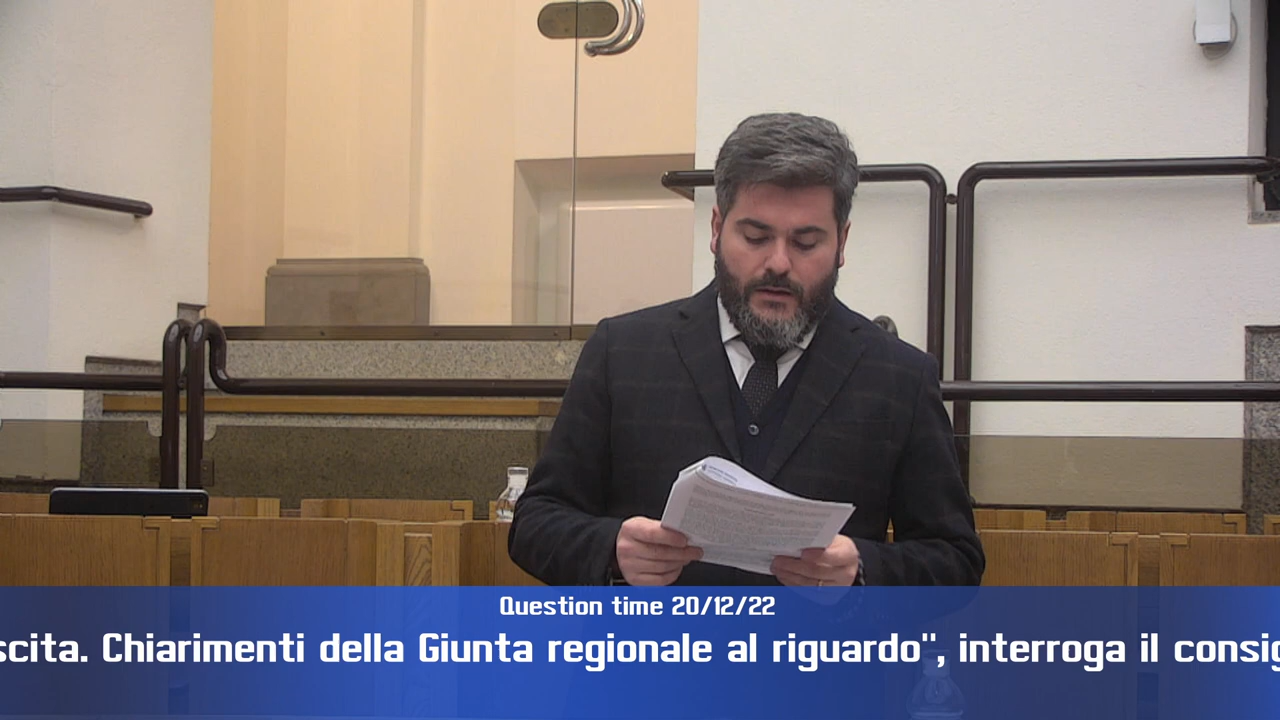 Question time 20/12/22
scita. Chiarimenti della Giunta regionale al riguardo", interroga il consig